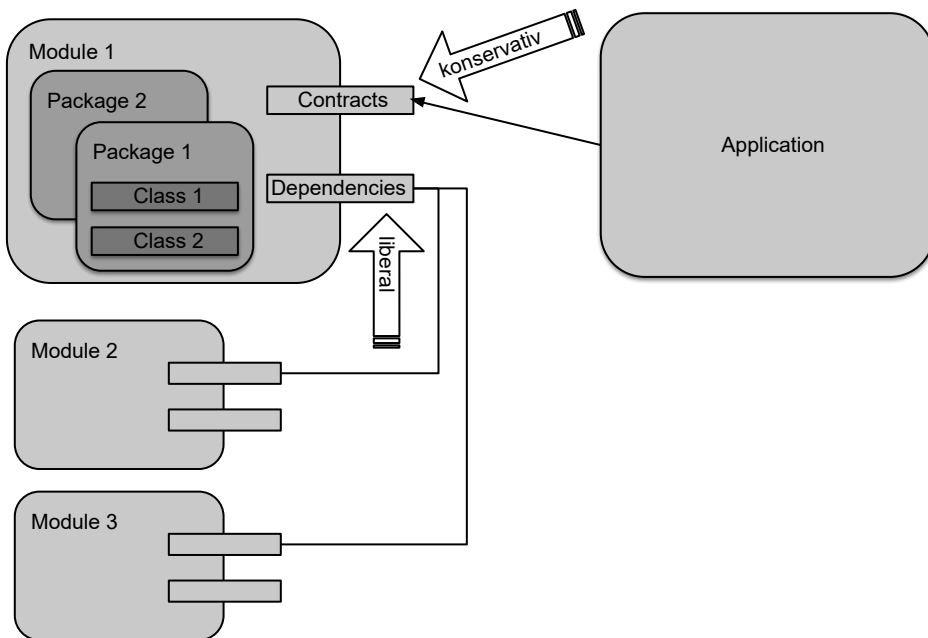 Module 1
Package 2
Package 1
Class 1
Class 2
Contracts
Dependencies
konservativ
liberal
Application
Module 2
Module 3